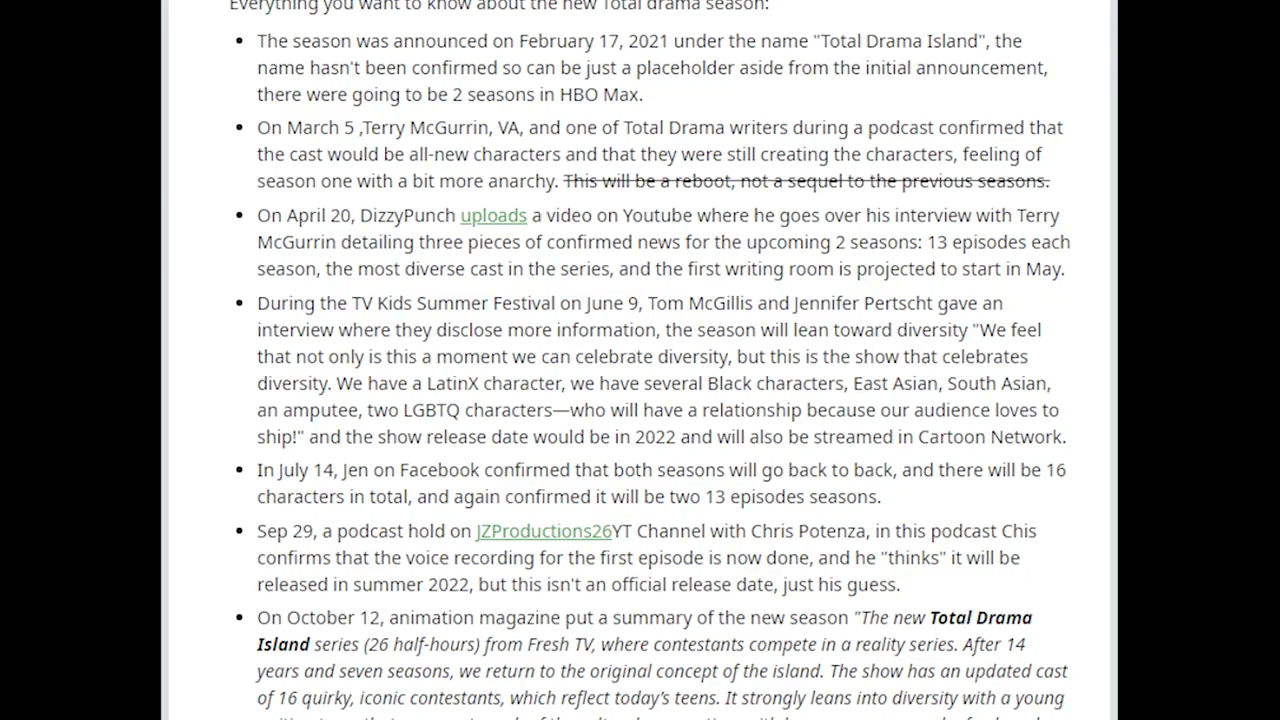 Everything you want to know about the new Total drama season:
The season was announced on February 17, 2021 under the name "Total Drama Island", the
name hasn't been confirmed so can be just a placeholder aside from the initial announcement,
there were going to be 2 seasons in HBO Max.
On March 5 ,Terry McGurrin, VA, and one of Total Drama writers during a podcast confirmed that
the cast would be all-new characters and that they were still creating the characters, feeling of
season one with a bit more anarchy. This will be a reboot, not a sequel to the previous seasons.
On April 20, DizzyPunch uploads a video on Youtube where he goes over his interview with Terry
McGurrin detailing three pieces of confirmed news for the upcoming 2 seasons: 13 episodes each
season, the most diverse cast in the series, and the first writing room is projected to start in May.
During the TV Kids Summer Festival on June 9, Tom McGillis and Jennifer Pertscht gave an
interview where they disclose more information, the season will lean toward diversity "We feel
that not only is this a moment we can celebrate diversity, but this is the show that celebrates
diversity. We have a LatinX character, we have several Black characters, East Asian, South Asian,
an amputee, two LGBTQ characters—who will have a relationship because our audience loves to
ship!" and the show release date would be in 2022 and will also be streamed in Cartoon Network.
In July 14, Jen on Facebook confirmed that both seasons will go back to back, and there will be 16
characters in total, and again confirmed it will be two 13 episodes seasons.
Sep 29, a podcast hold on JZProductions26YT Channel with Chris Potenza, in this podcast Chis
confirms that the voice recording for the first episode is now done, and he "thinks" it will be
released in summer 2022, but this isn't an official release date, just his guess.
On October 12, animation magazine put a summary of the new season "The new Total Drama
Island series (26 half-hours) from Fresh TV, where contestants compete in a reality series. After 14
years and seven seasons, we return to the original concept of the island. The show has an updated cast
of 16 quirky, iconic contestants, which reflect today's teens. It strongly leans into diversity with a young